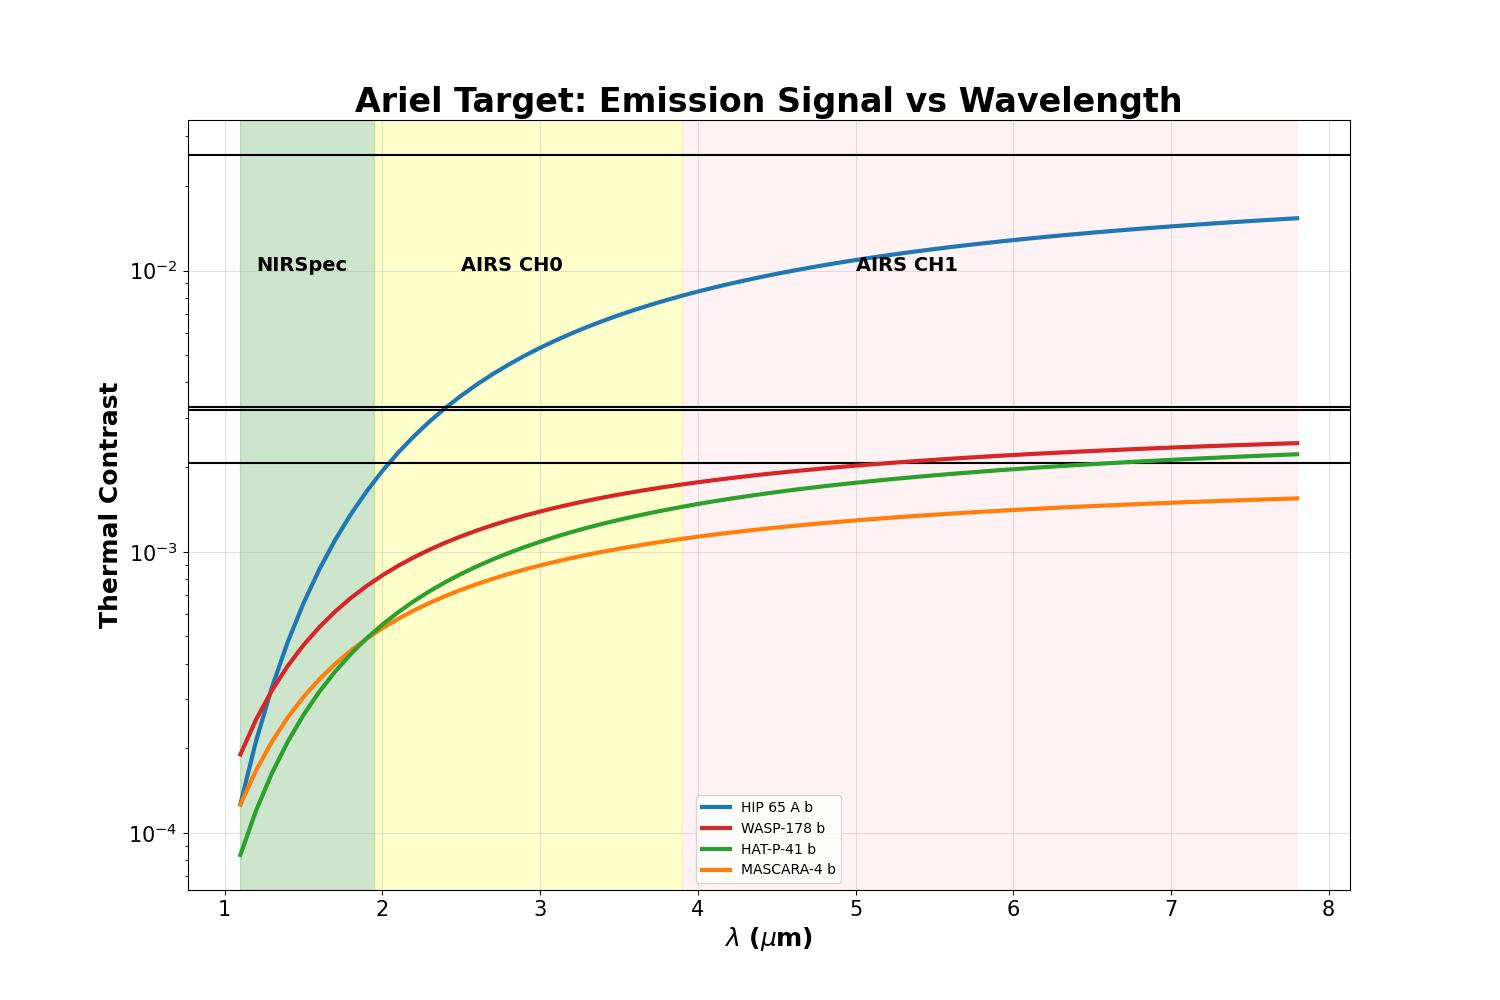 Ariel Target: Emission Signal vs Wavelength
Thermal Contrast
10⁻²
10⁻³
10⁻⁴
NIRSpec
AIRS CH0
AIRS CH1
HIP 65 A b
WASP-178 b
HAT-P-41 b
MASCARA-4 b
1 2 3 4 5 6 7 8
λ (μm)